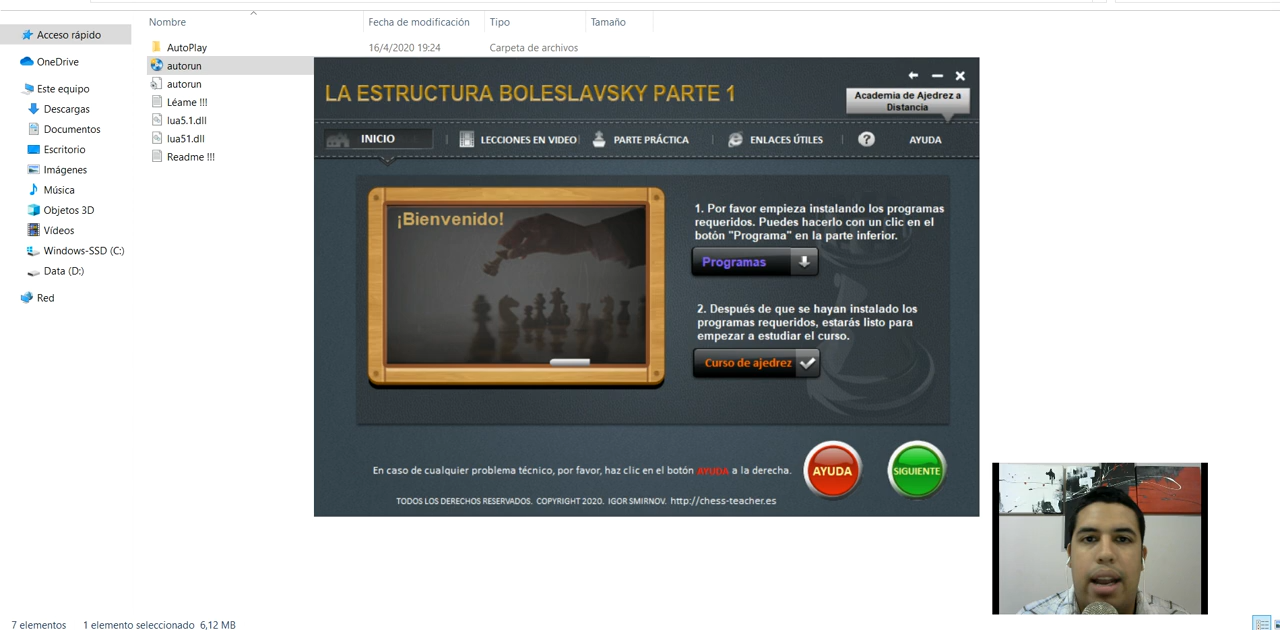 Nombre
Fecha de modificación
Tipo
Tamaño
Acceso rápido
OneDrive
Este equipo
Descargas
Documentos
Escritorio
Imágenes
Música
Objetos 3D
Vídeos
Windows-SSD (C:)
Data (D:)
Red
AutoPlay
16/4/2020 19:24
Carpeta de archivos
autorun
autorun
Léame !!!
lua5.1.dll
lua51.dll
Readme !!!
LA ESTRUCTURA BOLESLAVSKY PARTE 1
Academia de Ajedrez a
Distancia
INICIO
LECCIONES EN VIDEO
PARTE PRÁCTICA
ENLACES ÚTILES
?
AYUDA
¡Bienvenido!
1. Por favor empieza instalando los programas
requeridos. Puedes hacerlo con un clic en el
botón "Programa" en la parte inferior.
Programas
2. Después de que se hayan instalado los
programas requeridos, estarás listo para
empezar a estudiar el curso.
Curso de ajedrez
En caso de cualquier problema técnico, por favor, haz clic en el botón AYUDA a la derecha.
AYUDA
SIGUIENTE
TODOS LOS DERECHOS RESERVADOS. COPYRIGHT 2020. IGOR SMIRNOV. http://chess-teacher.es
7 elementos
1 elemento seleccionado 6,12 MB